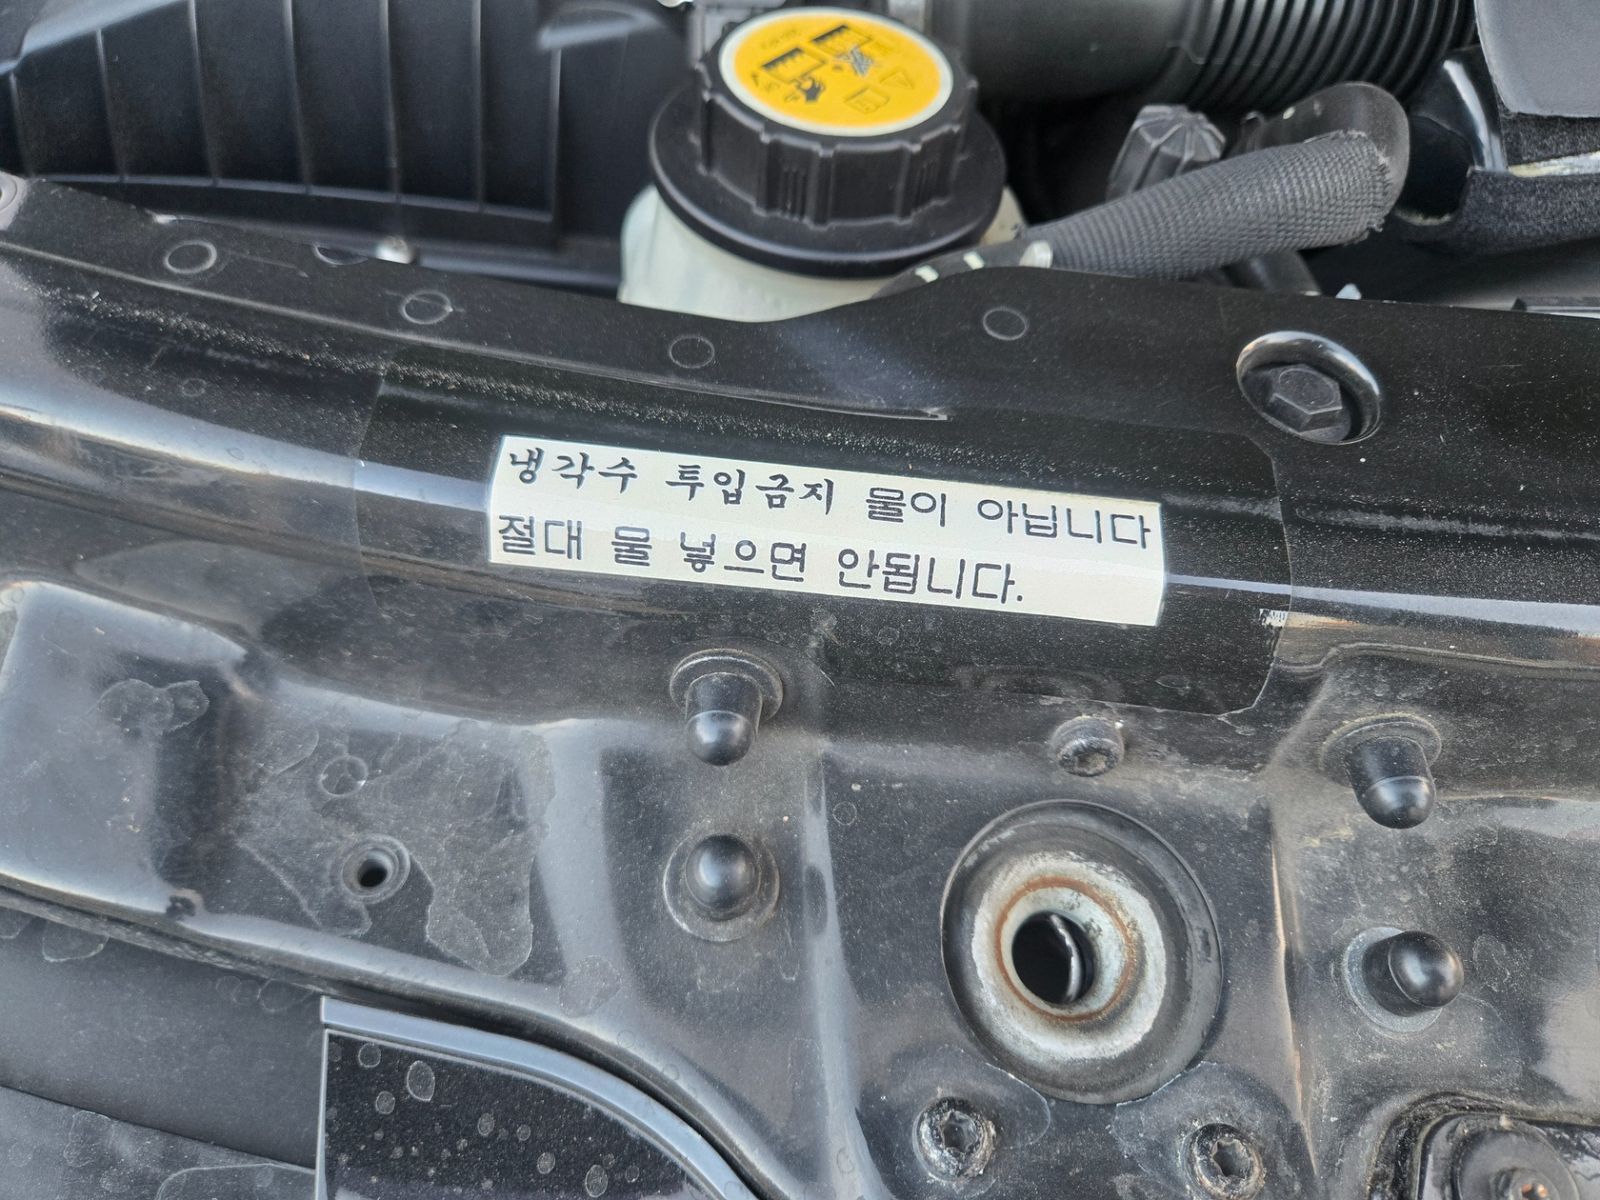 냉각수 투입금지 물이 아닙니다
절대 물 넣으면 안됩니다.